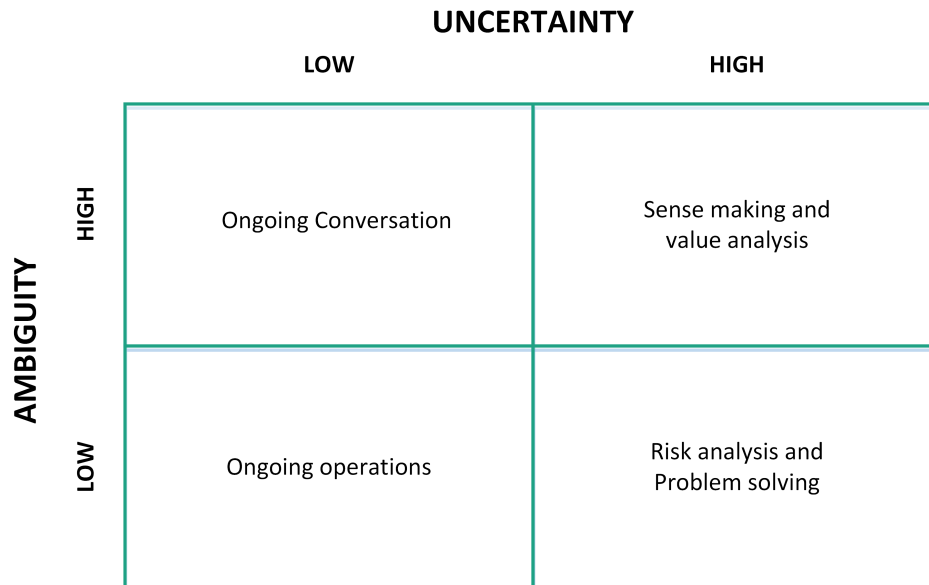 UNCERTAINTY
LOW
HIGH
AMBIGUITY
HIGH
Ongoing Conversation
Sense making and
value analysis
LOW
Ongoing operations
Risk analysis and
Problem solving